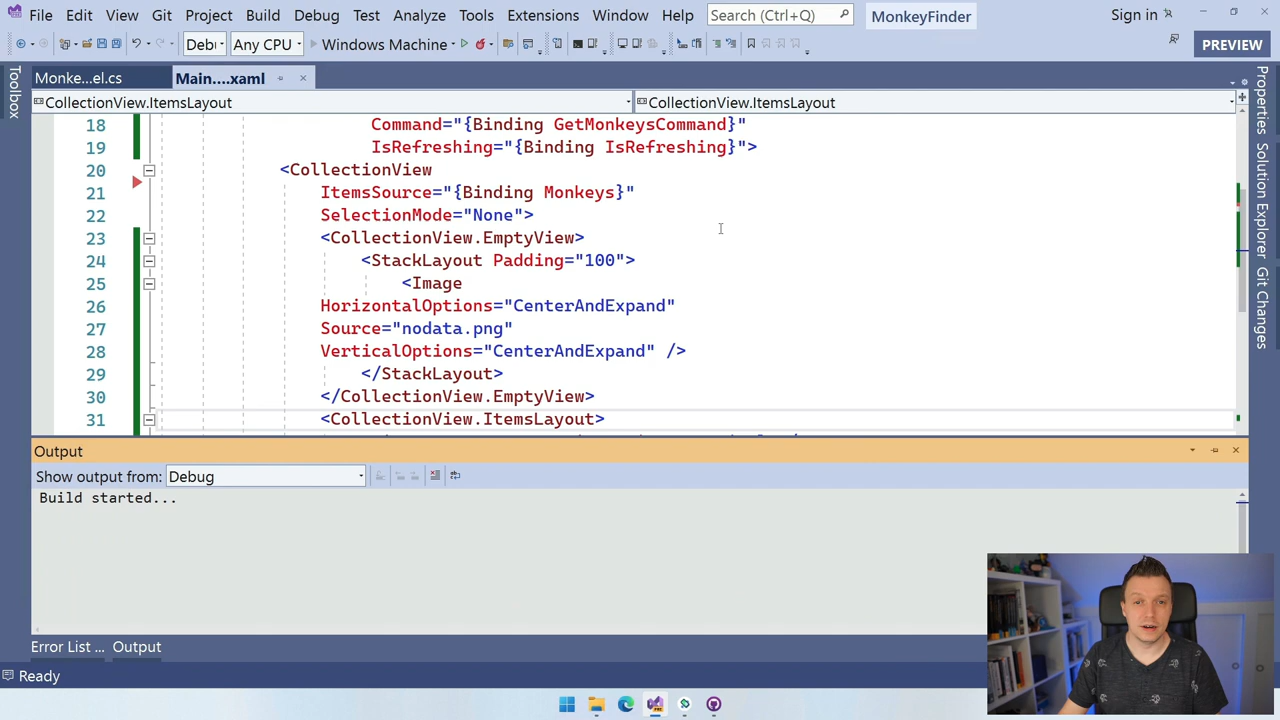 File Edit View Git Project Build Debug Test Analyze Tools Extensions Window Help Search (Ctrl+Q) MonkeyFinder Sign in
Debu Any CPU Windows Machine PREVIEW
Toolbox
Monke...el.cs Main....xaml
CollectionView.ItemsLayout CollectionView.ItemsLayout
18 Command="{Binding GetMonkeysCommand}"
19 IsRefreshing="{Binding IsRefreshing}">
20 <CollectionView
21 ItemsSource="{Binding Monkeys}"
22 SelectionMode="None">
23 <CollectionView.EmptyView>
24 <StackLayout Padding="100">
25 <Image
26 HorizontalOptions="CenterAndExpand"
27 Source="nodata.png"
28 VerticalOptions="CenterAndExpand" />
29 </StackLayout>
30 </CollectionView.EmptyView>
31 <CollectionView.ItemsLayout>
Properties
Solution Explorer
Git Changes
Output
Show output from: Debug
Build started...
Error List ... Output
Ready